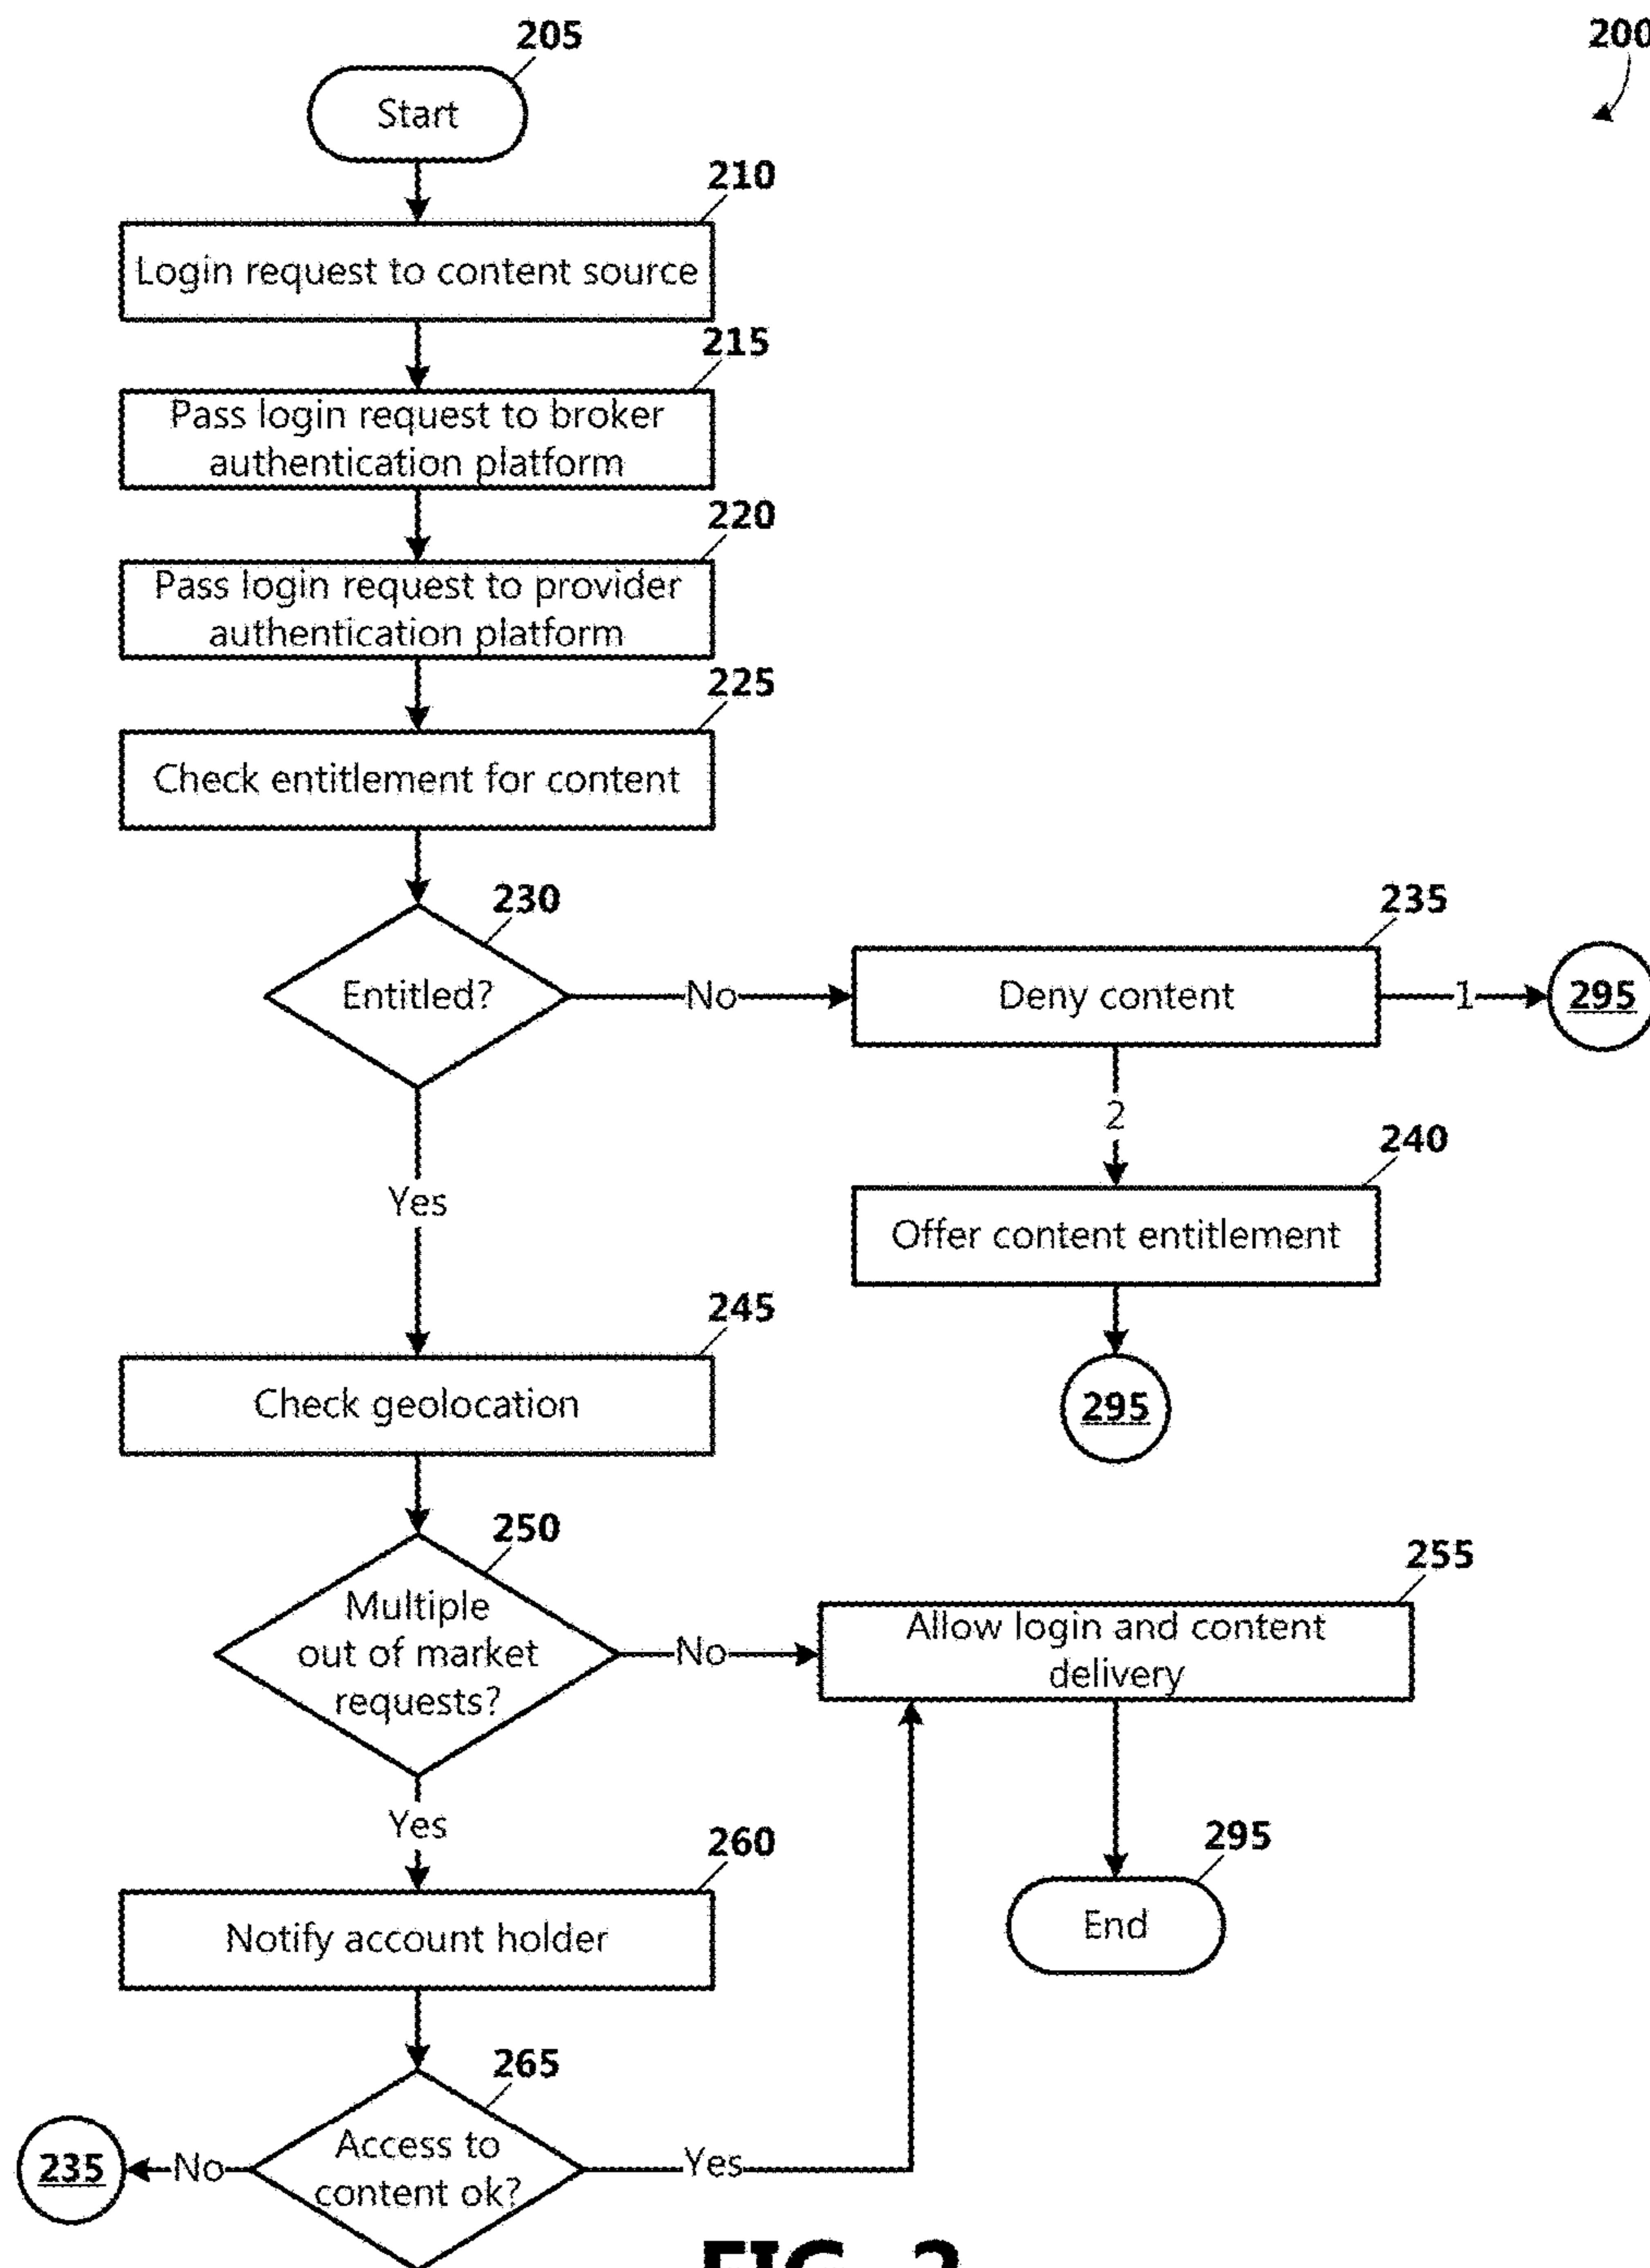 205
200
Start
210
Login request to content source
215
Pass login request to broker
authentication platform
220
Pass login request to provider
authentication platform
225
Check entitlement for content
230
235
Entitled?
No
Deny content
1
295
2
240
Yes
Offer content entitlement
245
Check geolocation
295
250
255
Multiple
out of market
requests?
No
Allow login and content
delivery
Yes
260
295
Notify account holder
End
265
235
No
Access to
content ok?
Yes
FIG. 2